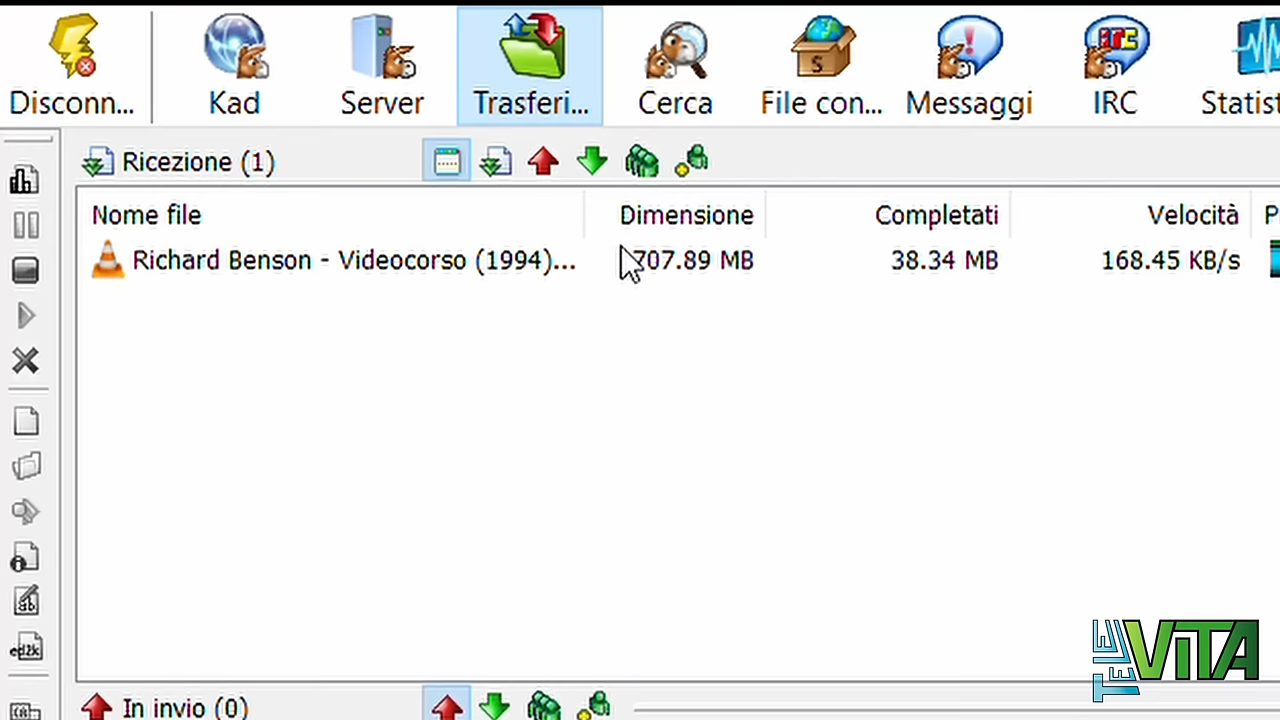 Disconn...
Kad
Server
Trasferi...
Cerca
File con...
Messaggi
IRC
Statist
Ricezione (1)
Nome file
Dimensione
Completati
Velocità
P
Richard Benson - Videocorso (1994)...
707.89 MB
38.34 MB
168.45 KB/s
In invio (0)
TELE
ViTA